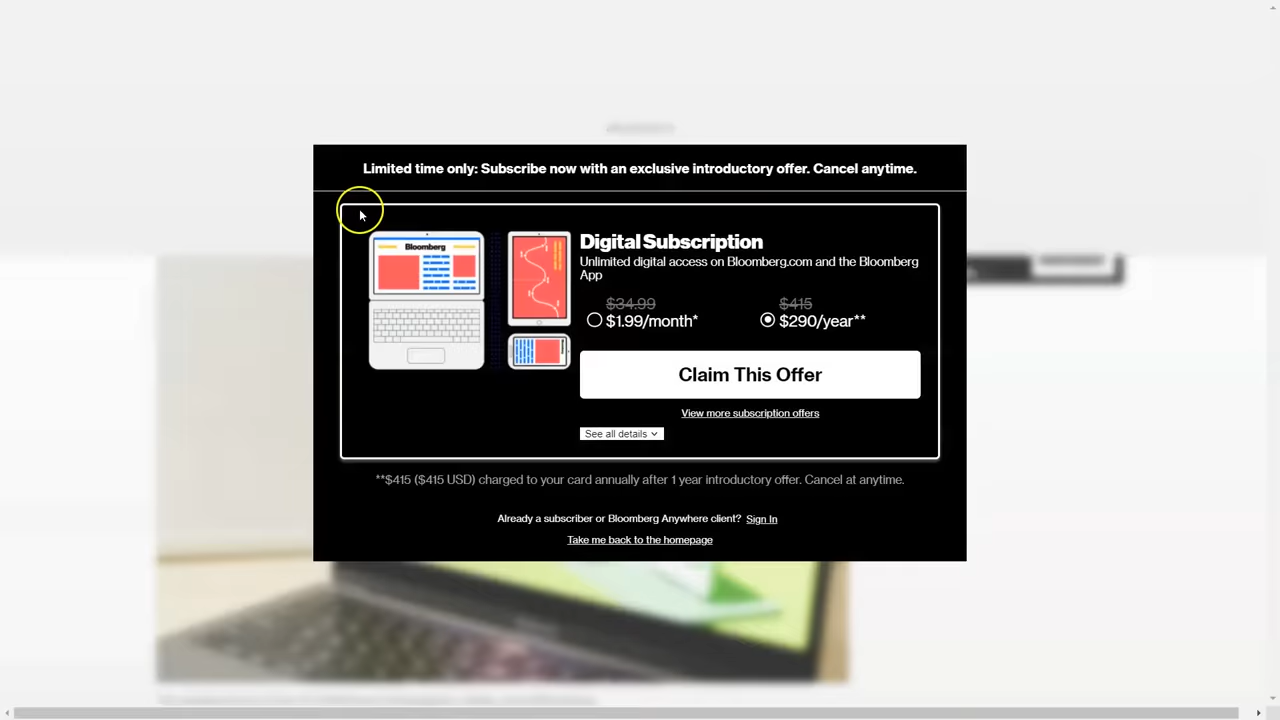 Limited time only: Subscribe now with an exclusive introductory offer. Cancel anytime.
Bloomberg
Digital Subscription
Unlimited digital access on Bloomberg.com and the Bloomberg
App
$34.99 $415
$1.99/month* $290/year**
Claim This Offer
View more subscription offers
See all details
**$415 ($415 USD) charged to your card annually after 1 year introductory offer. Cancel at anytime.
Already a subscriber or Bloomberg Anywhere client? Sign In
Take me back to the homepage